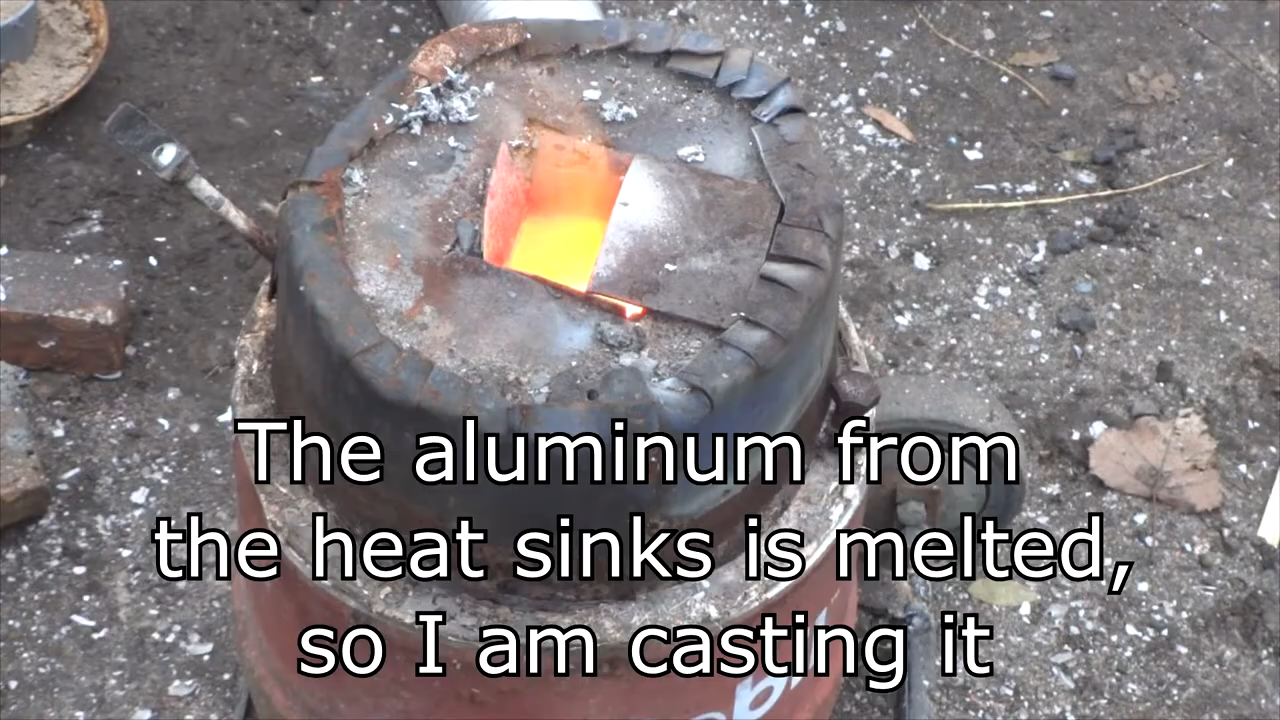 The aluminum from
the heat sinks is melted,
so I am casting it